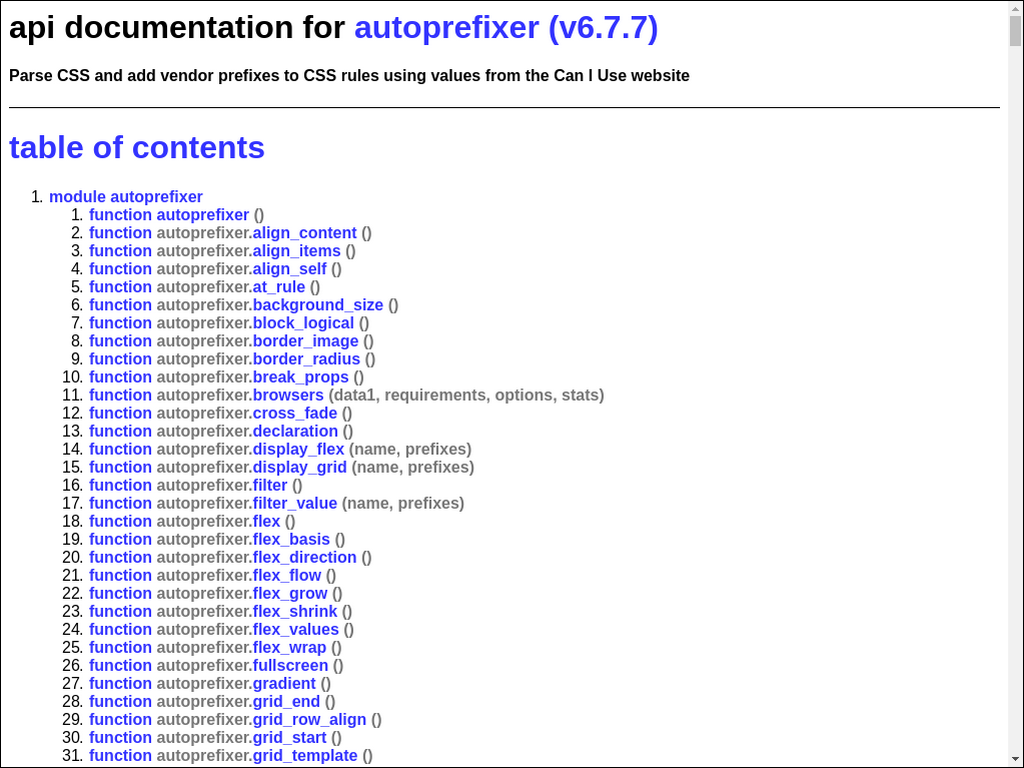 api documentation for autoprefixer (v6.7.7)
Parse CSS and add vendor prefixes to CSS rules using values from the Can I Use website
table of contents
1. module autoprefixer
1. function autoprefixer ()
2. function autoprefixer.align_content ()
3. function autoprefixer.align_items ()
4. function autoprefixer.align_self ()
5. function autoprefixer.at_rule ()
6. function autoprefixer.background_size ()
7. function autoprefixer.block_logical ()
8. function autoprefixer.border_image ()
9. function autoprefixer.border_radius ()
10. function autoprefixer.break_props ()
11. function autoprefixer.browsers (data1, requirements, options, stats)
12. function autoprefixer.cross_fade ()
13. function autoprefixer.declaration ()
14. function autoprefixer.display_flex (name, prefixes)
15. function autoprefixer.display_grid (name, prefixes)
16. function autoprefixer.filter ()
17. function autoprefixer.filter_value (name, prefixes)
18. function autoprefixer.flex ()
19. function autoprefixer.flex_basis ()
20. function autoprefixer.flex_direction ()
21. function autoprefixer.flex_flow ()
22. function autoprefixer.flex_grow ()
23. function autoprefixer.flex_shrink ()
24. function autoprefixer.flex_values ()
25. function autoprefixer.flex_wrap ()
26. function autoprefixer.fullscreen ()
27. function autoprefixer.gradient ()
28. function autoprefixer.grid_end ()
29. function autoprefixer.grid_row_align ()
30. function autoprefixer.grid_start ()
31. function autoprefixer.grid_template ()